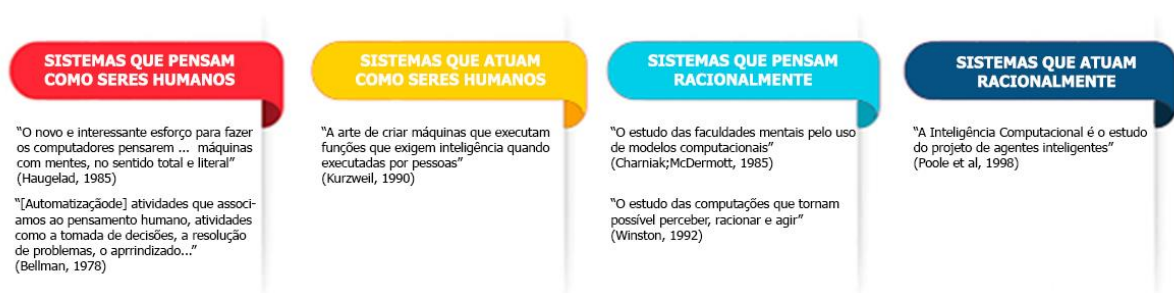 SISTEMAS QUE PENSAM
COMO SERES HUMANOS
"O novo e interessante esforço para fazer
os computadores pensarem ... máquinas
com mentes, no sentido total e literal"
(Haugelad, 1985)
"[Automatizaçãode] atividades que associ-
amos ao pensamento humano, atividades
como a tomada de decisões, a resolução
de problemas, o aprrindizado..."
(Bellman, 1978)
SISTEMAS QUE ATUAM
COMO SERES HUMANOS
"A arte de criar máquinas que executam
funções que exigem inteligência quando
executadas por pessoas"
(Kurzweil, 1990)
SISTEMAS QUE PENSAM
RACIONALMENTE
"O estudo das faculdades mentais pelo uso
de modelos computacionais"
(Charniak;McDermott, 1985)
"O estudo das computações que tornam
possível perceber, racionar e agir"
(Winston, 1992)
SISTEMAS QUE ATUAM
RACIONALMENTE
"A Inteligência Computacional é o estudo
do projeto de agentes inteligentes"
(Poole et al, 1998)